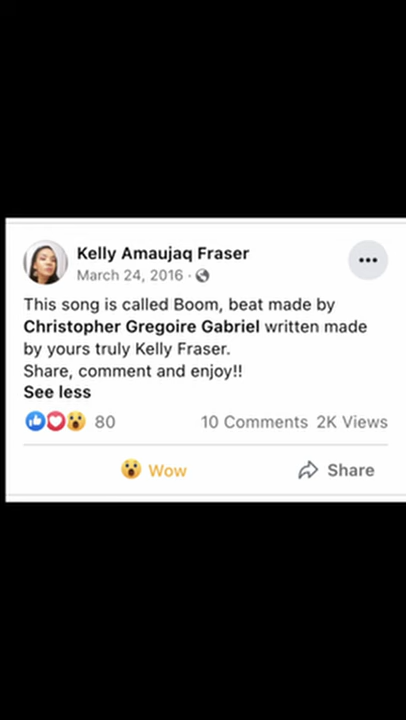 Kelly Amaujaq Fraser
March 24, 2016 ·
This song is called Boom, beat made by
Christopher Gregoire Gabriel written made
by yours truly Kelly Fraser.
Share, comment and enjoy!!
See less
80 10 Comments 2K Views
Wow Share